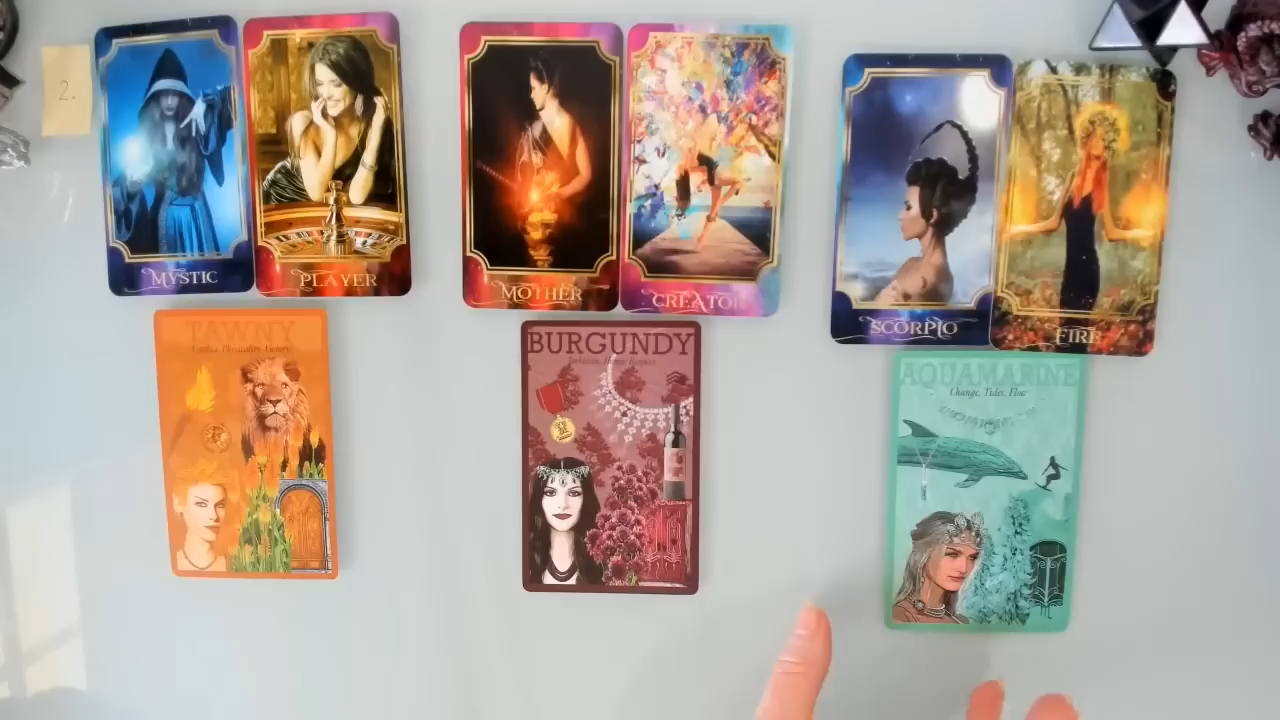 2.
MYSTIC
PLAYER
MOTHER
CREATOR
SCORPIO
FIRE
TAWNY
BURGUNDY
AQUAMARINE
Change, Tides, Flow